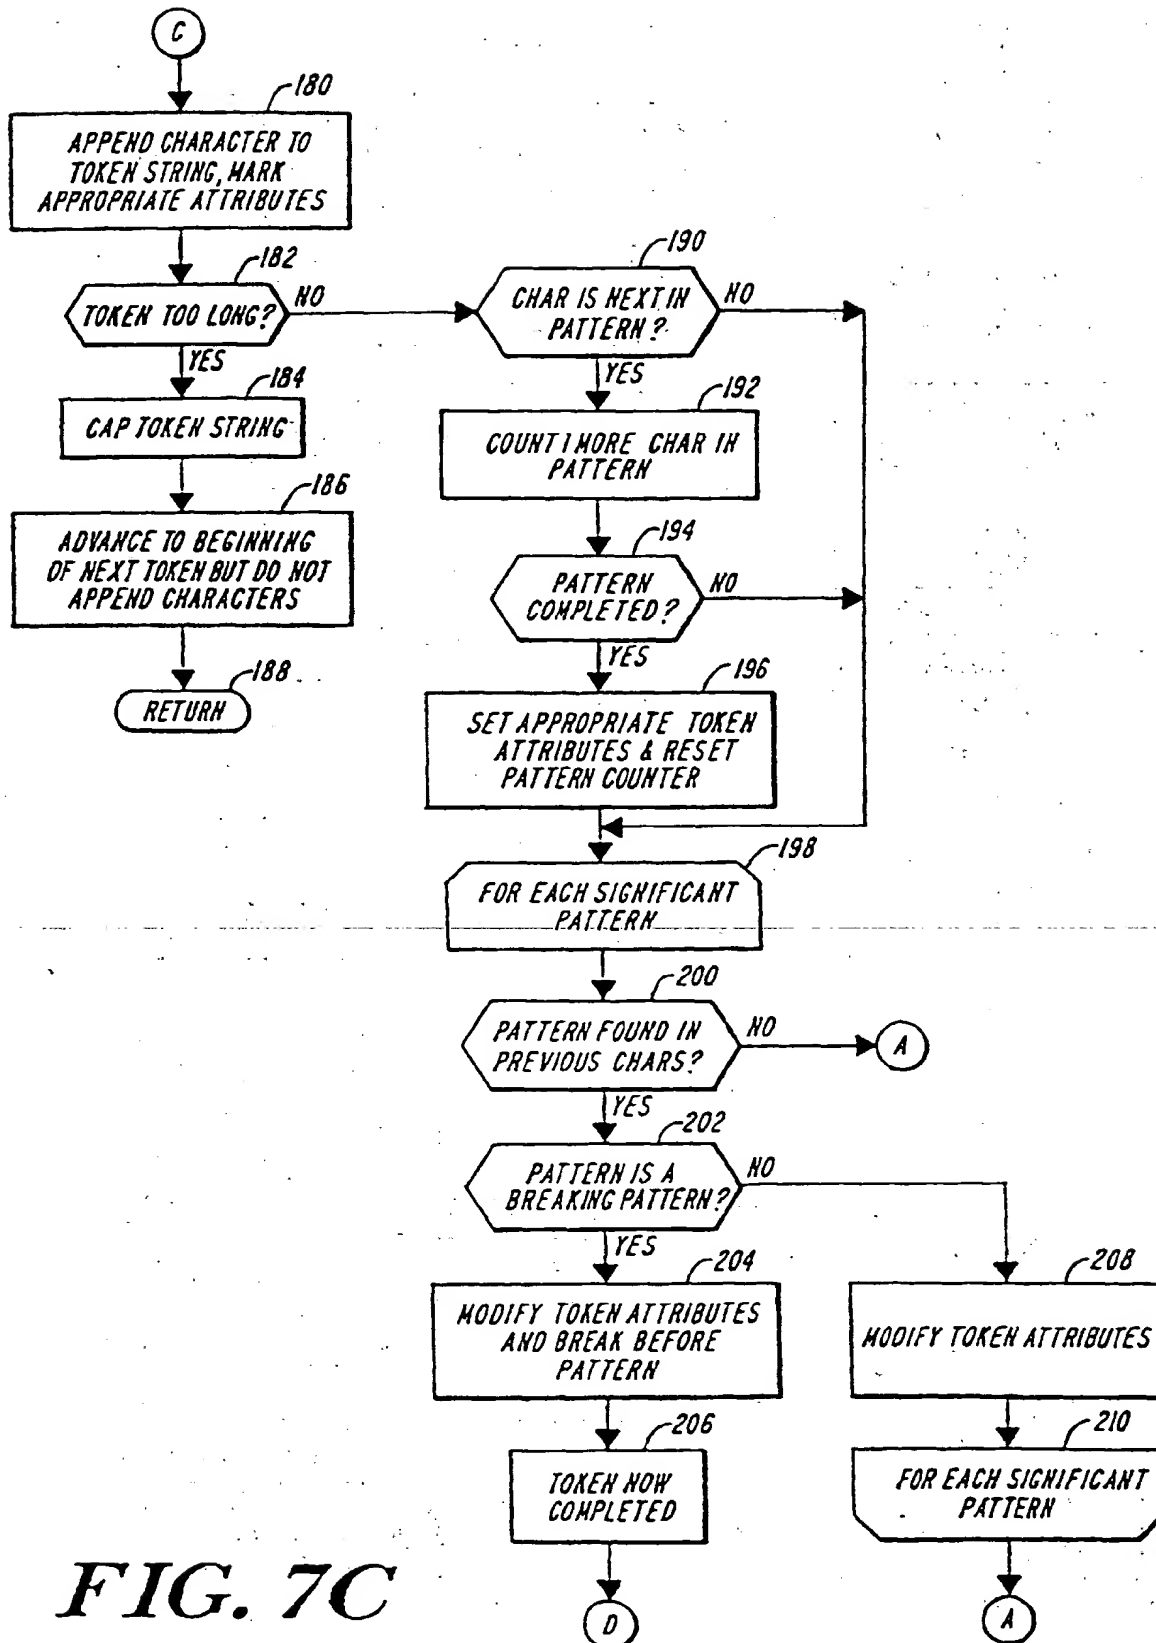 C
180
APPEND CHARACTER TO
TOKEN STRING, MARK
APPROPRIATE ATTRIBUTES
182
TOKEN TOO LONG?
NO
YES
184
CAP TOKEN STRING
186
ADVANCE TO BEGINNING
OF NEXT TOKEN BUT DO NOT
APPEND CHARACTERS
188
RETURN
190
CHAR IS NEXT IN
PATTERN?
NO
YES
192
COUNT 1 MORE CHAR IN
PATTERN
194
PATTERN
COMPLETED?
NO
YES
196
SET APPROPRIATE TOKEN
ATTRIBUTES & RESET
PATTERN COUNTER
198
FOR EACH SIGNIFICANT
PATTERN
200
PATTERN FOUND IN
PREVIOUS CHARS?
NO
A
YES
202
PATTERN IS A
BREAKING PATTERN?
NO
YES
204
MODIFY TOKEN ATTRIBUTES
AND BREAK BEFORE
PATTERN
206
TOKEN NOW
COMPLETED
D
208
MODIFY TOKEN ATTRIBUTES
210
FOR EACH SIGNIFICANT
PATTERN
A
FIG. 7C